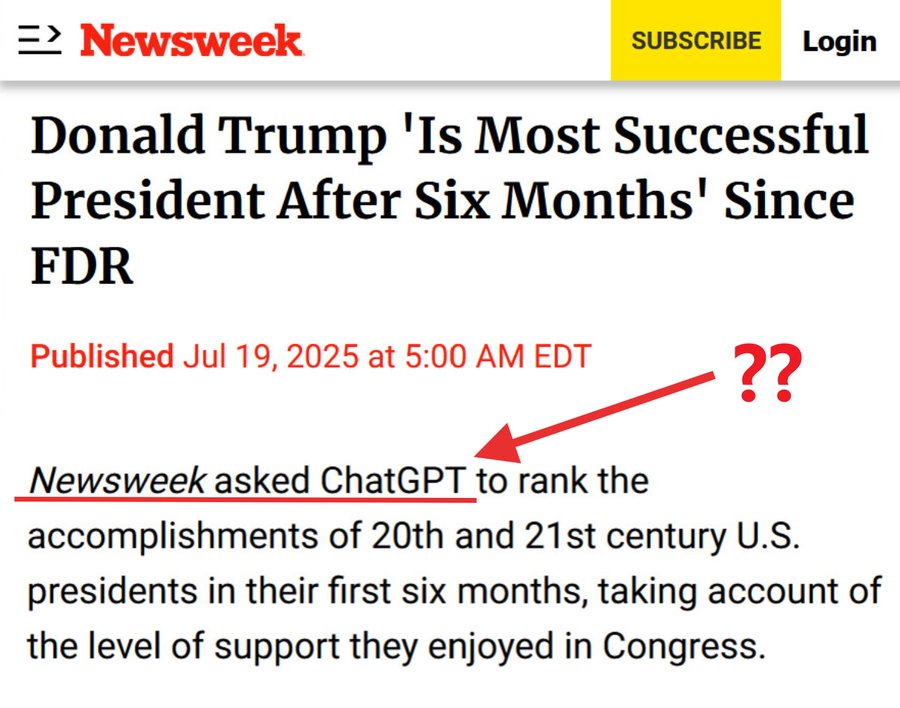 Newsweek
SUBSCRIBE
Login
Donald Trump 'Is Most Successful
President After Six Months' Since
FDR
Published Jul 19, 2025 at 5:00 AM EDT
??
Newsweek asked ChatGPT to rank the
accomplishments of 20th and 21st century U.S.
presidents in their first six months, taking account of
the level of support they enjoyed in Congress.